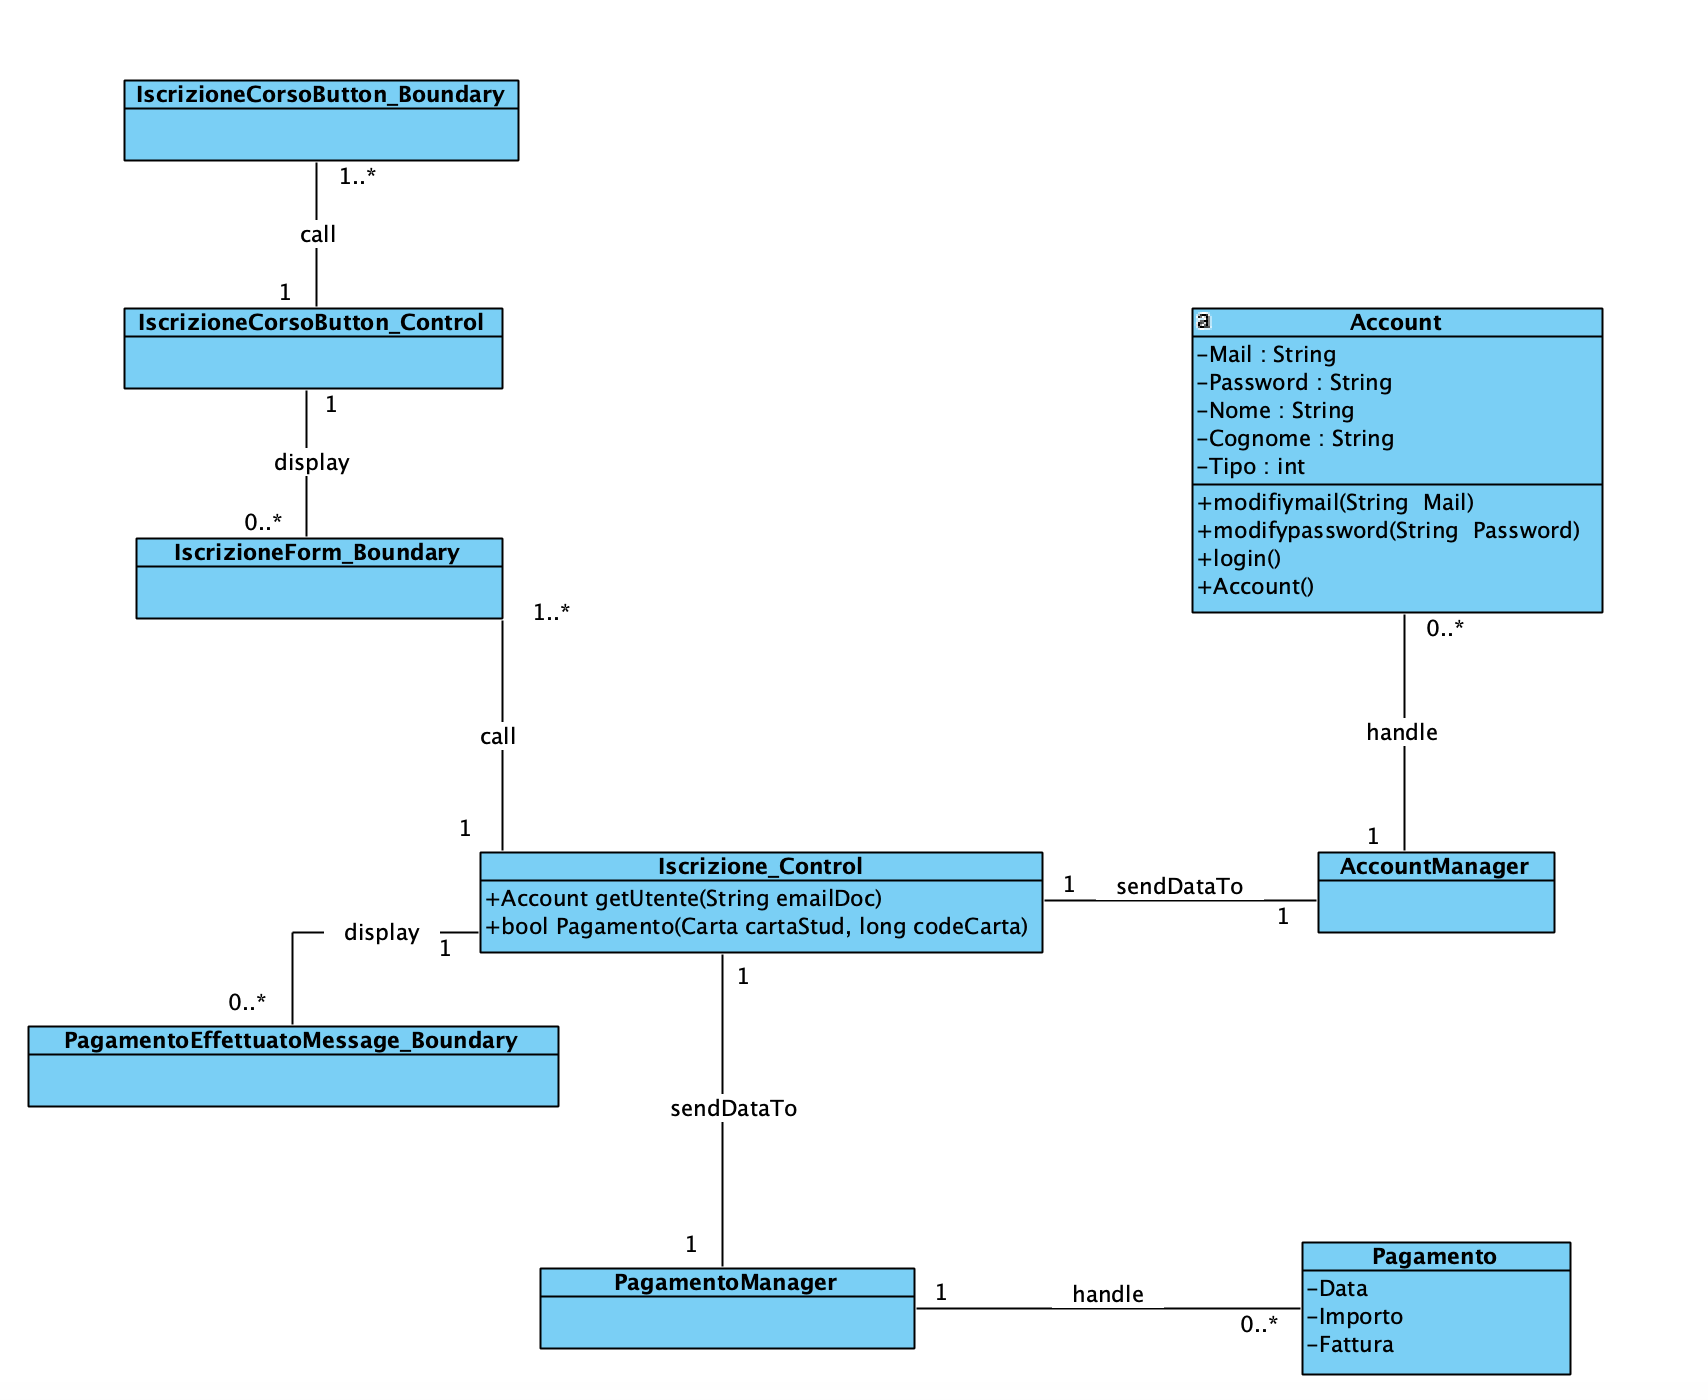 IscrizioneCorsoButton_Boundary
1..*
call
1
IscrizioneCorsoButton_Control
1
display
0..*
IscrizioneForm_Boundary
1..*
call
1
a
Account
-Mail : String
-Password : String
-Nome : String
-Cognome : String
-Tipo : int
+modifiymail(String Mail)
+modifypassword(String Password)
+login()
+Account()
0..*
handle
1
AccountManager
Iscrizione_Control
+Account getUtente(String emailDoc)
+bool Pagamento(Carta cartaStud, long codeCarta)
1
sendDataTo
1
display
1
0..*
PagamentoEffettuatoMessage_Boundary
1
sendDataTo
1
PagamentoManager
1
handle
0..*
Pagamento
-Data
-Importo
-Fattura